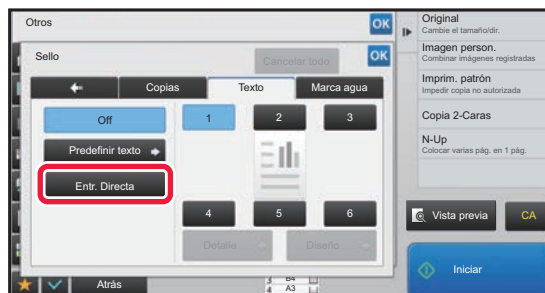 Otros
OK
Sello
Cancelar todo
OK
Copias
Texto
Marca agua
Off
Predefinir texto
Entr. Directa
1
2
3
4
5
6
Detalle
Diseño
Atrás
B4
A3
Original
Cambie el tamaño/dir.
Imagen person.
Combinar imágenes registradas
Imprim. patrón
Impedir copia no autorizada
Copia 2-Caras
N-Up
Colocar varias pág. en 1 pág.
Vista previa
CA
Iniciar